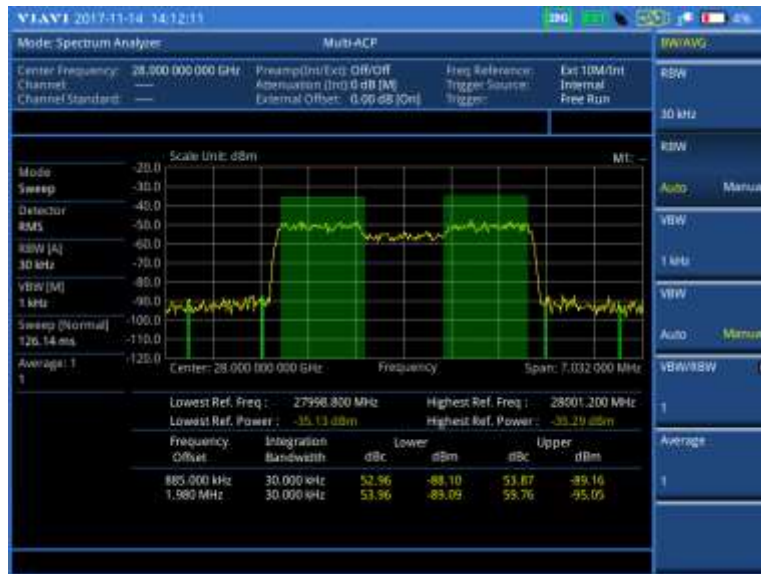 VIAVI 2017-11-14 14:12:11
Mode: Spectrum Analyzer Multi-ACP BW/AVG
Center Frequency: 28.000 000 000 GHz Preamp(Int/Ext): Off/Off Freq Reference: Ext 10M/Int
Channel: --- Attenuation (Int) 0 dB [M] Trigger Source: Internal
Channel Standard: --- External Offset: 0.00 dB [On] Trigger: Free Run
RBW
30 kHz
RBW
Auto Manua
VBW
1 kHz
VBW
Auto Manua
VBW/RBW
1
Average
1
Mode
Sweep
Detector
RMS
RBW [A]
30 kHz
VBW [M]
1 kHz
Sweep [Normal]
126.14 ms
Average: 1
1
Scale Unit: dBm M1: --
-20.0
-30.0
-40.0
-50.0
-60.0
-70.0
-80.0
-90.0
-100.0
-110.0
-120.0
Center: 28.000 000 000 GHz Frequency Span: 7.032 000 MHz
Lowest Ref. Freq : 27998.800 MHz Highest Ref. Freq : 28001.200 MHz
Lowest Ref. Power : -35.13 dBm Highest Ref. Power : -35.29 dBm
Frequency Integration Lower Upper
Offset Bandwidth dBc dBm dBc dBm
885.000 kHz 30.000 kHz 52.96 -88.10 53.87 -89.16
1.980 MHz 30.000 kHz 53.96 -89.09 59.76 -95.05